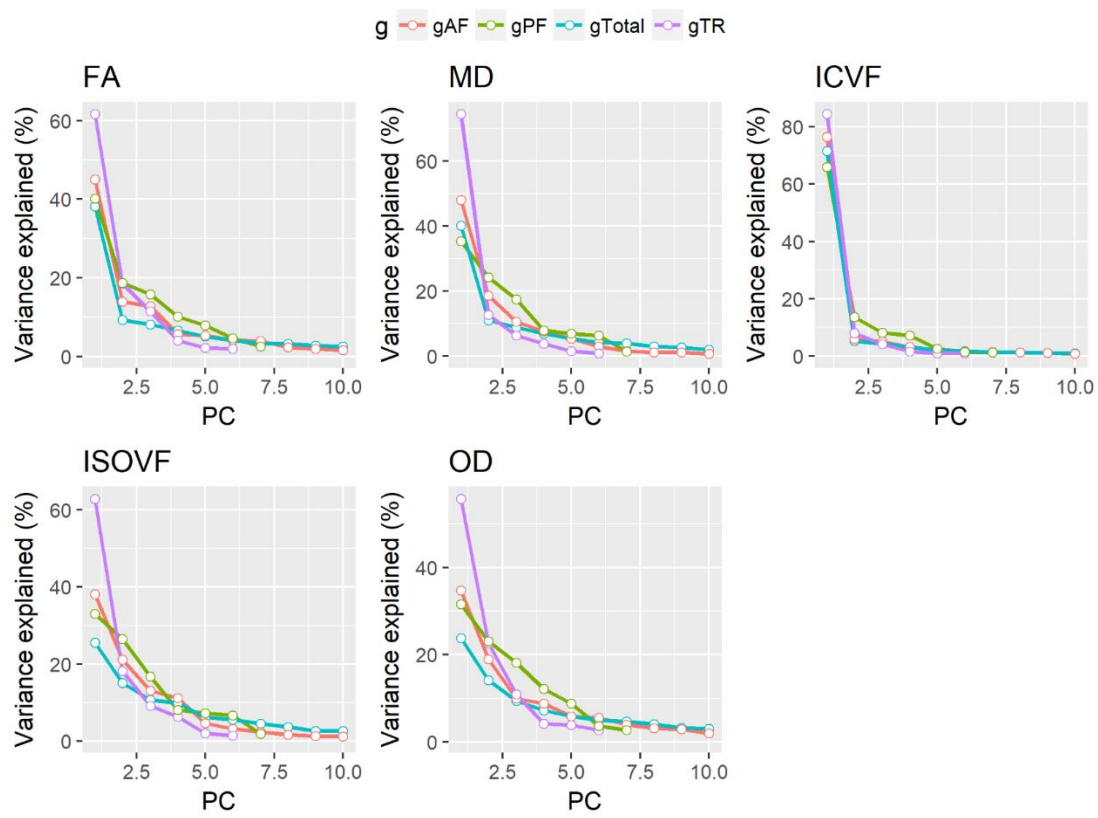 g gAF gPF gTotal gTR
FA
Variance explained (%)
60
40
20
0
2.5 5.0 7.5 10.0
PC
MD
Variance explained (%)
60
40
20
0
2.5 5.0 7.5 10.0
PC
ICVF
Variance explained (%)
80
60
40
20
0
2.5 5.0 7.5 10.0
PC
ISOVF
Variance explained (%)
60
40
20
0
2.5 5.0 7.5 10.0
PC
OD
Variance explained (%)
40
20
0
2.5 5.0 7.5 10.0
PC